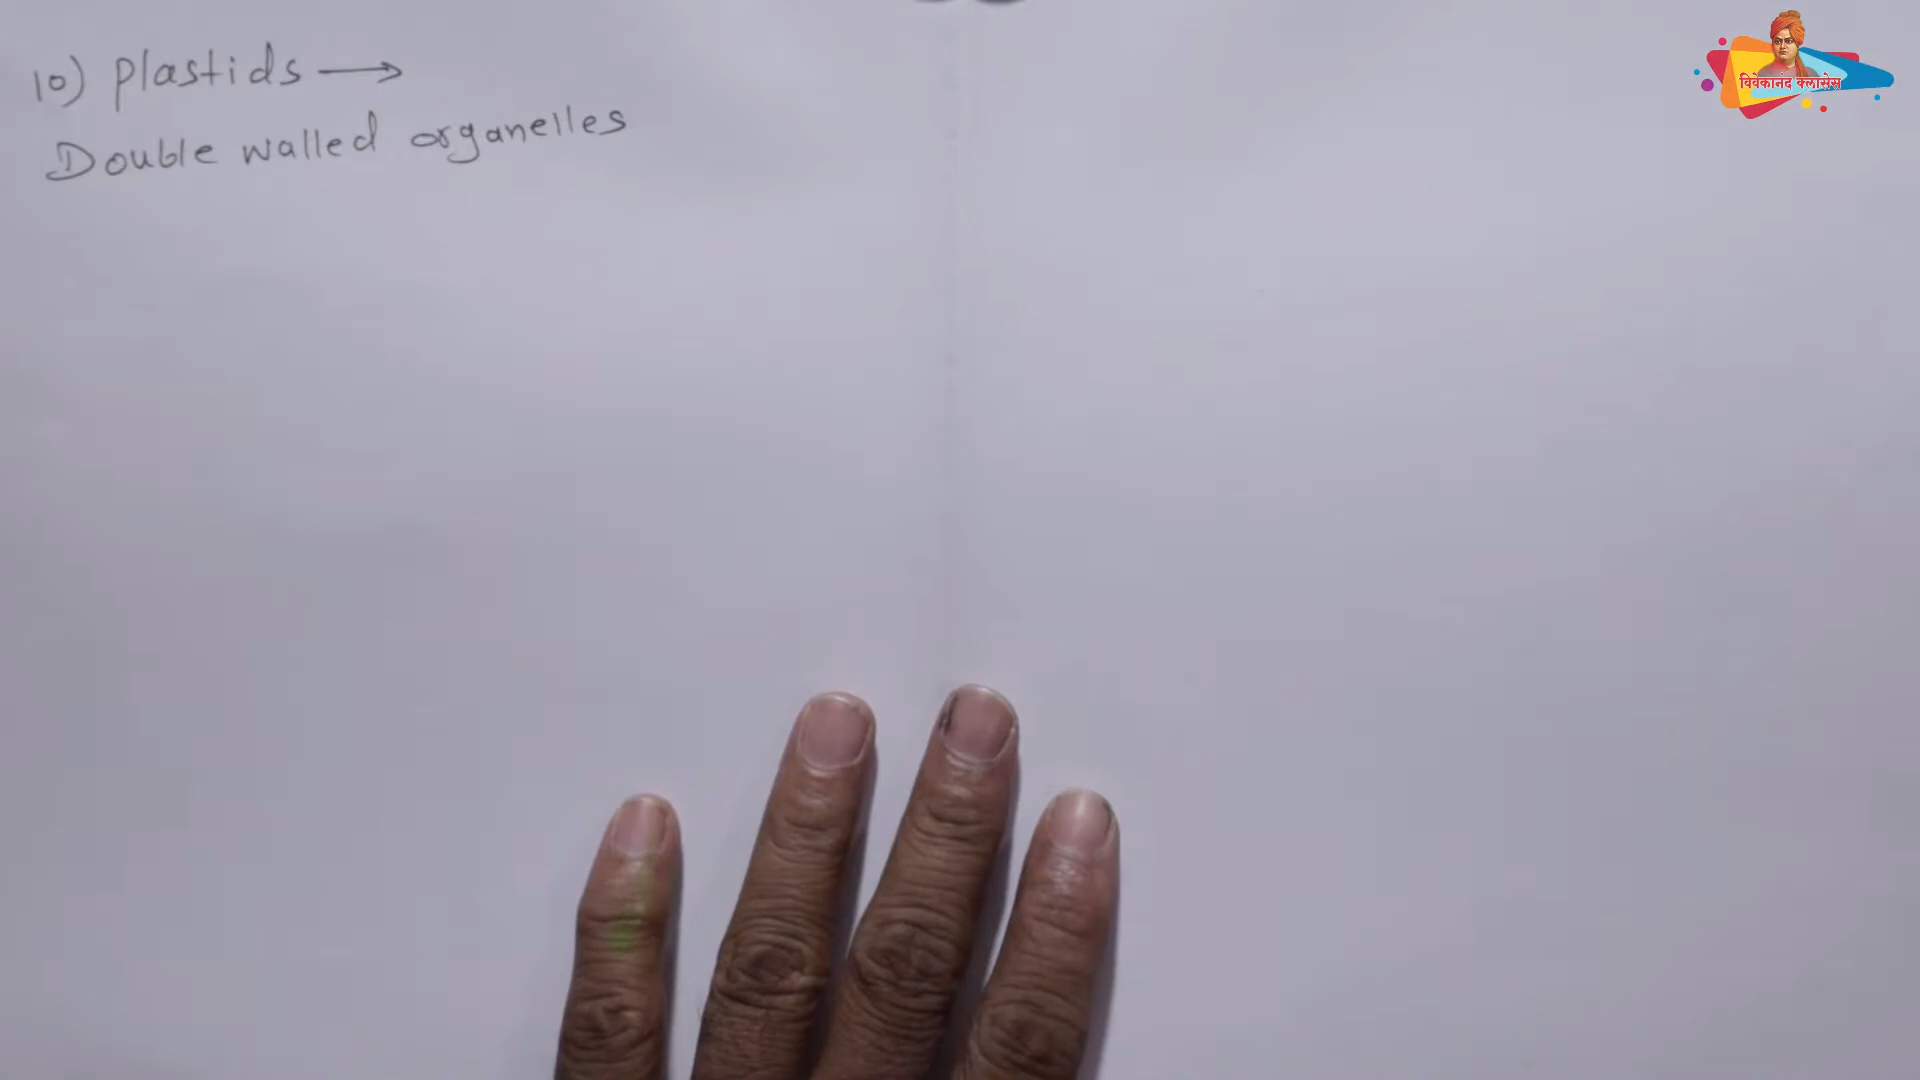 10) Plastids →
Double walled organelles
विवेकानंद क्लासेस